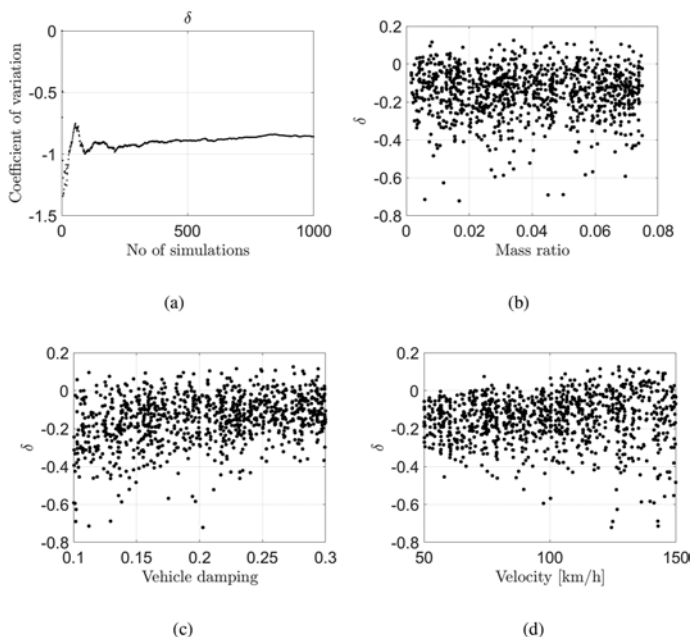 δ
0
-0.5
-1
-1.5
Coefficient of variation
0
500
1000
No of simulations
(a)
0.2
0
-0.2
-0.4
-0.6
-0.8
δ
0
0.02
0.04
0.06
0.08
Mass ratio
(b)
0.2
0
-0.2
-0.4
-0.6
-0.8
δ
0.1
0.15
0.2
0.25
0.3
Vehicle damping
(c)
0.2
0
-0.2
-0.4
-0.6
-0.8
δ
50
100
150
Velocity [km/h]
(d)